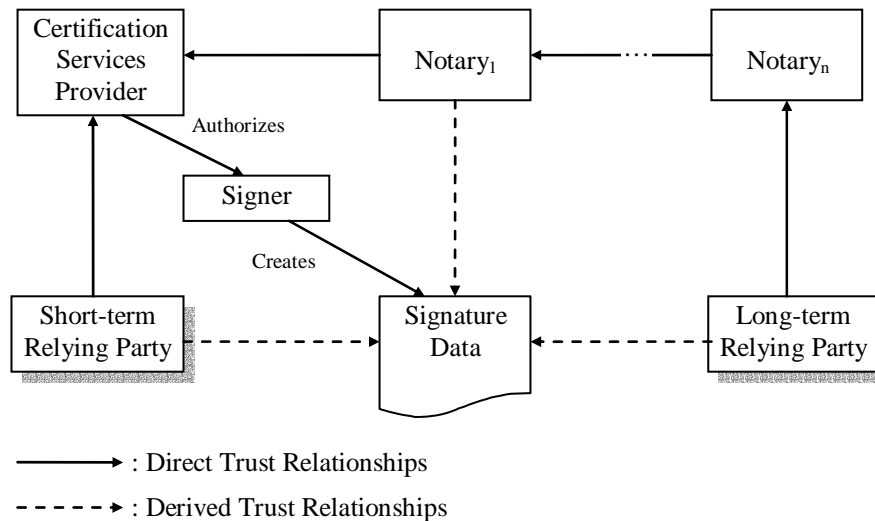 Certification
Services
Provider
Notary₁
...
Notaryₙ
Authorizes
Signer
Creates
Short-term
Relying Party
Signature
Data
Long-term
Relying Party
: Direct Trust Relationships
: Derived Trust Relationships